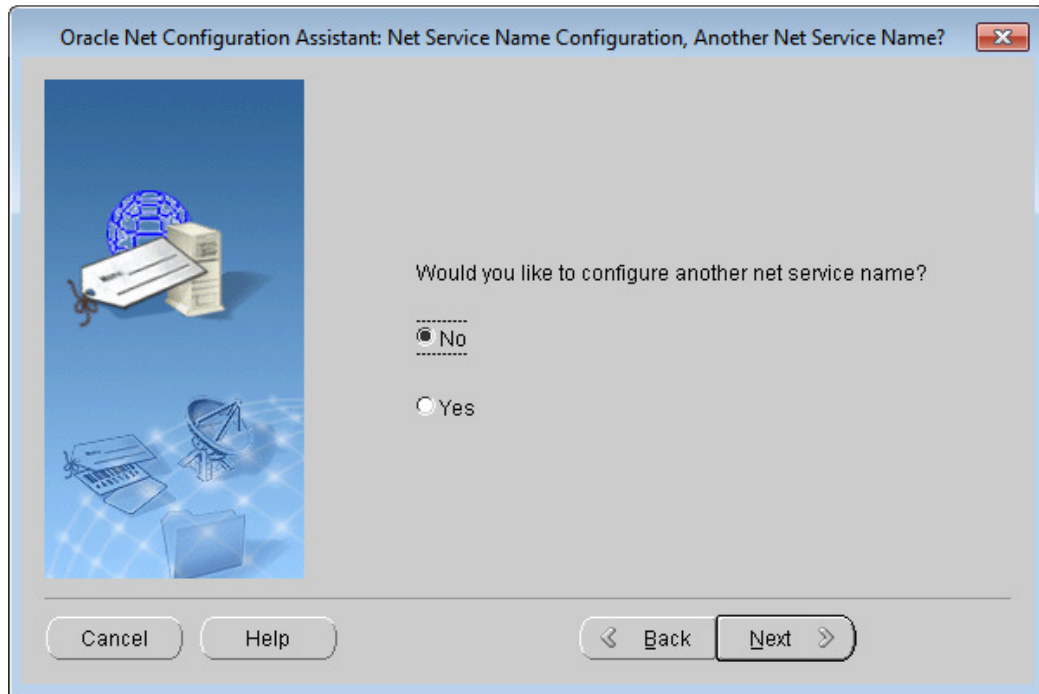 Oracle Net Configuration Assistant: Net Service Name Configuration, Another Net Service Name?
Would you like to configure another net service name?
No
Yes
Cancel
Help
Back
Next